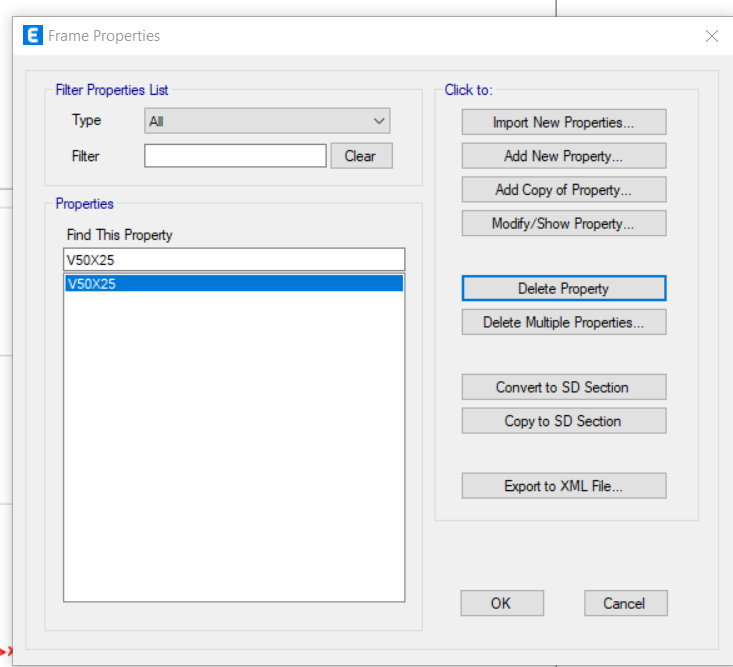 E Frame Properties
Filter Properties List
Type All
Filter Clear
Properties
Find This Property
V50X25
V50X25
Click to:
Import New Properties...
Add New Property...
Add Copy of Property...
Modify/Show Property...
Delete Property
Delete Multiple Properties...
Convert to SD Section
Copy to SD Section
Export to XML File...
OK Cancel